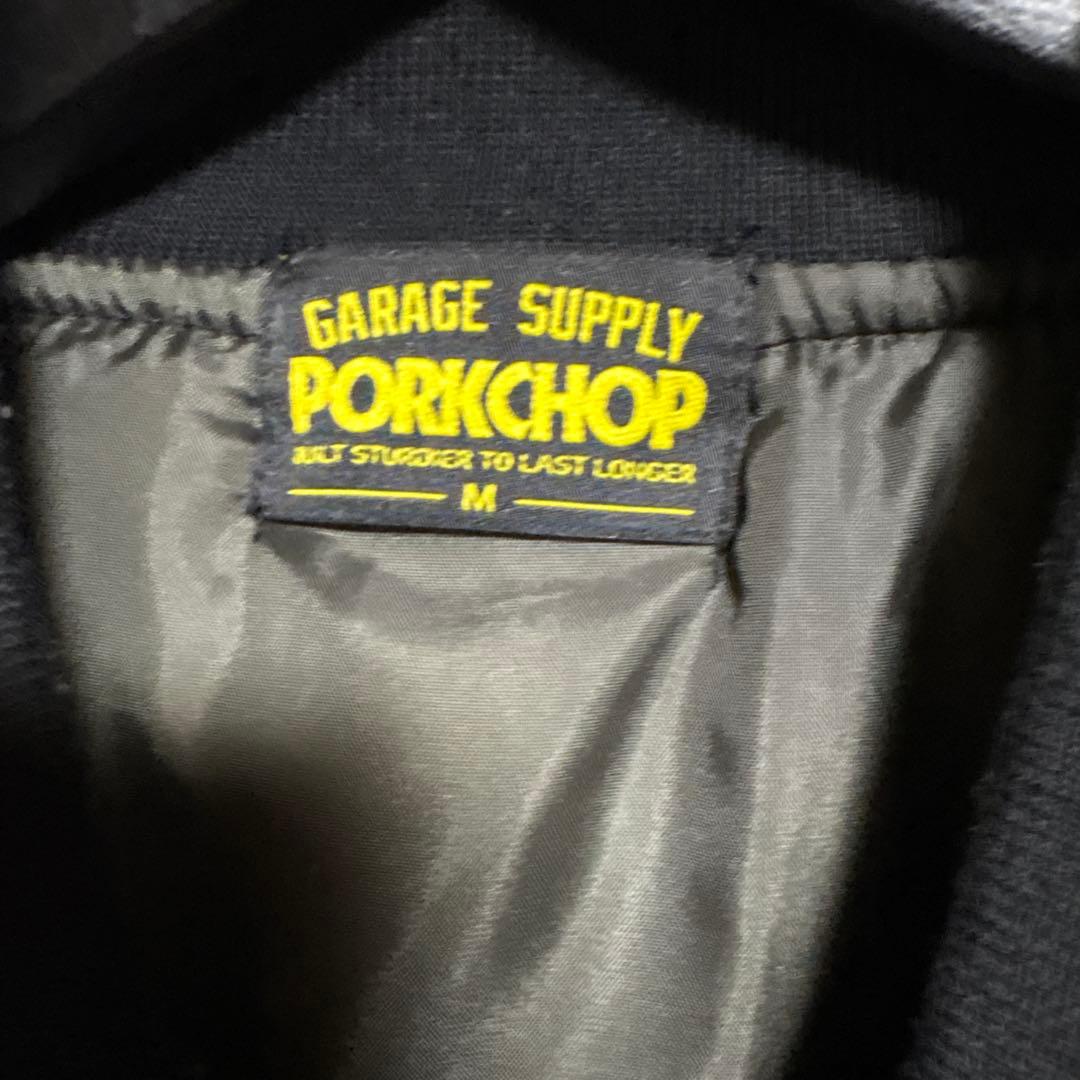 GARAGE SUPPLY
PORKCHOP
BUILT STURDIER TO LAST LONGER
M